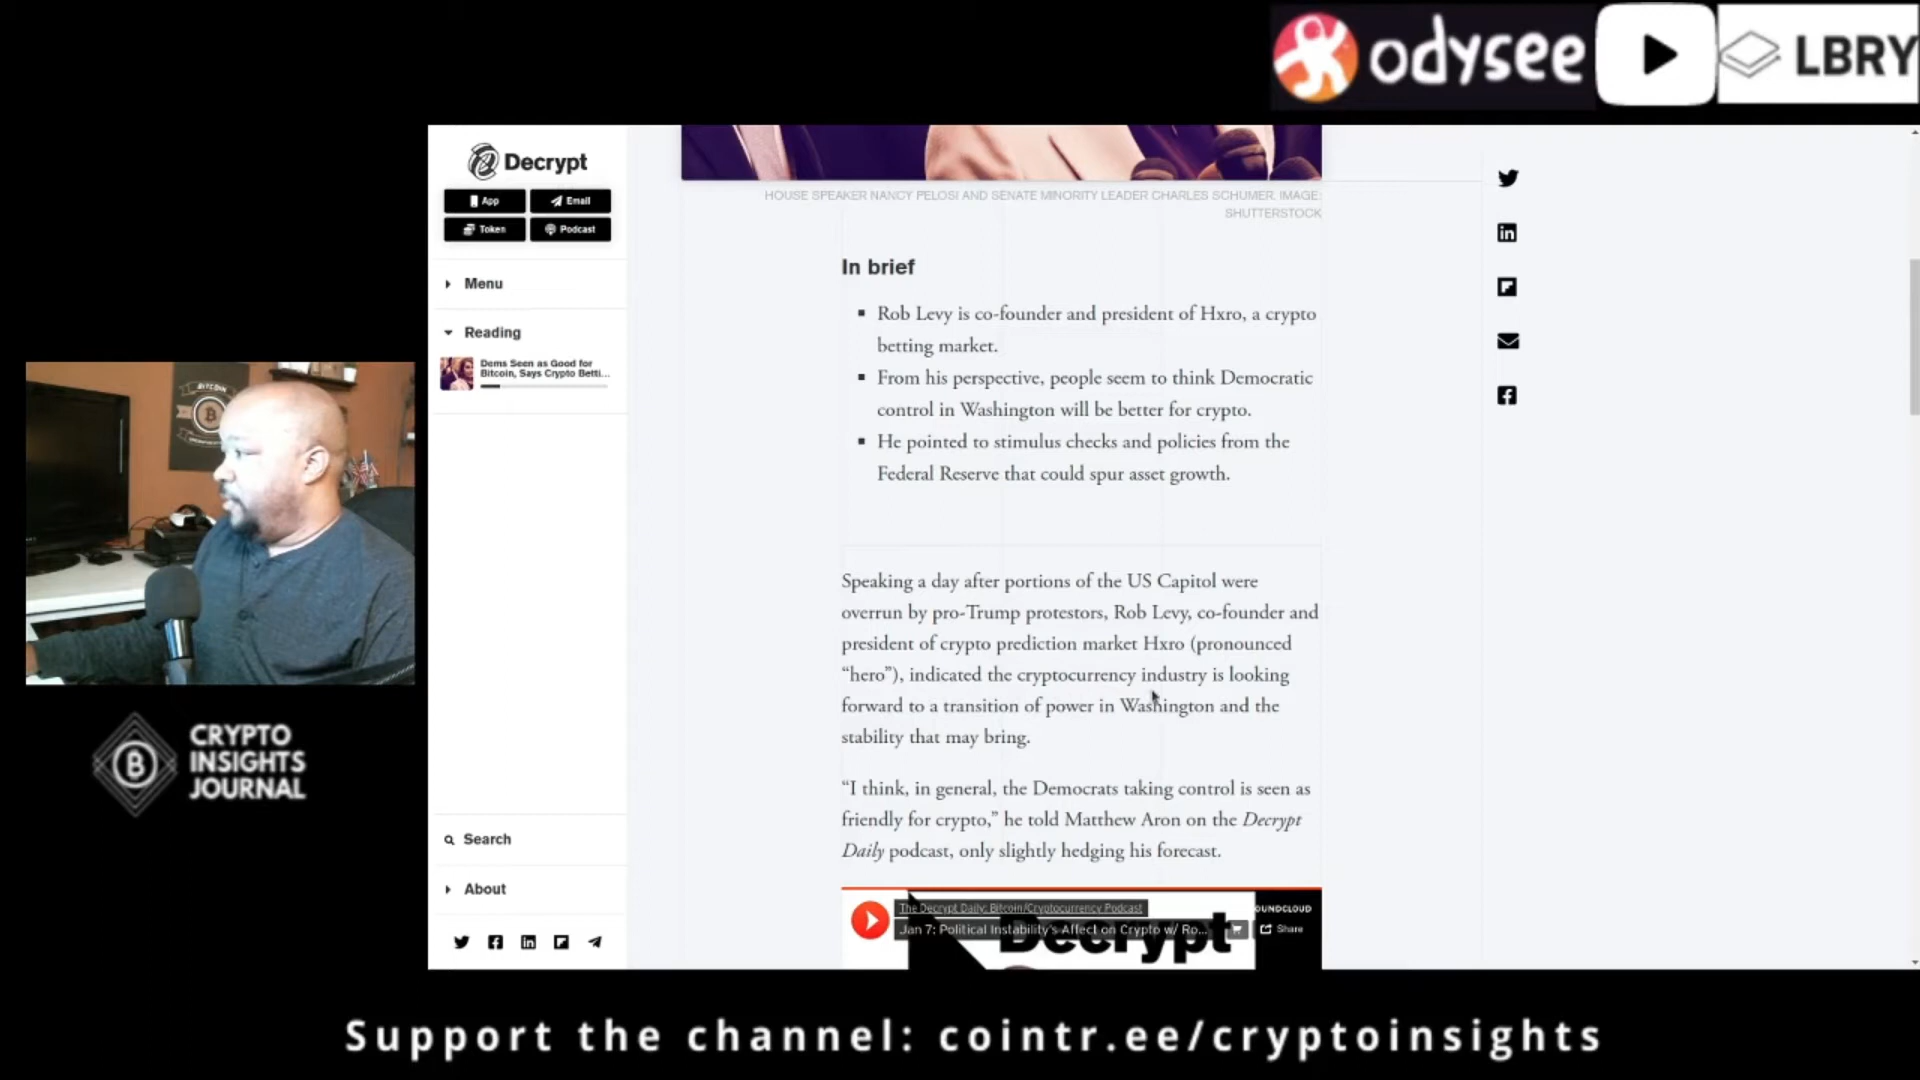 odysee
LBRY
Decrypt
App
Email
Token
Podcast
Menu
Reading
Dems Seen as Good for
Bitcoin, Says Crypto Betti...
Search
About
HOUSE SPEAKER NANCY PELOSI AND SENATE MINORITY LEADER CHARLES SCHUMER. IMAGE:
SHUTTERSTOCK
In brief
Rob Levy is co-founder and president of Hxro, a crypto
betting market.
From his perspective, people seem to think Democratic
control in Washington will be better for crypto.
He pointed to stimulus checks and policies from the
Federal Reserve that could spur asset growth.
Speaking a day after portions of the US Capitol were
overrun by pro-Trump protestors, Rob Levy, co-founder and
president of crypto prediction market Hxro (pronounced
“hero”), indicated the cryptocurrency industry is looking
forward to a transition of power in Washington and the
stability that may bring.
“I think, in general, the Democrats taking control is seen as
friendly for crypto,” he told Matthew Aron on the Decrypt
Daily podcast, only slightly hedging his forecast.
The Decrypt Daily: Bitcoin/Cryptocurrency Podcast
Jan 7: Political Instability's Affect on Crypto w/ Ro...
OUNDCLOUD
Share
Decrypt
BITCOIN
CRYPTO
INSIGHTS
JOURNAL
Support the channel: cointr.ee/cryptoinsights